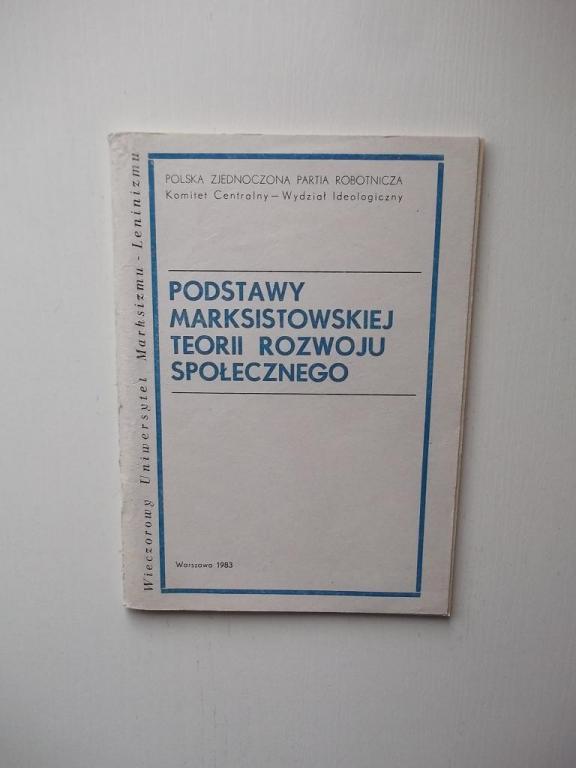 Wieczorowy Uniwersytet Marksizmu - Leninizmu
POLSKA ZJEDNOCZONA PARTIA ROBOTNICZA
Komitet Centralny — Wydział Ideologiczny
PODSTAWY
MARKSISTOWSKIEJ
TEORII ROZWOJU
SPOŁECZNEGO
Warszawa 1983